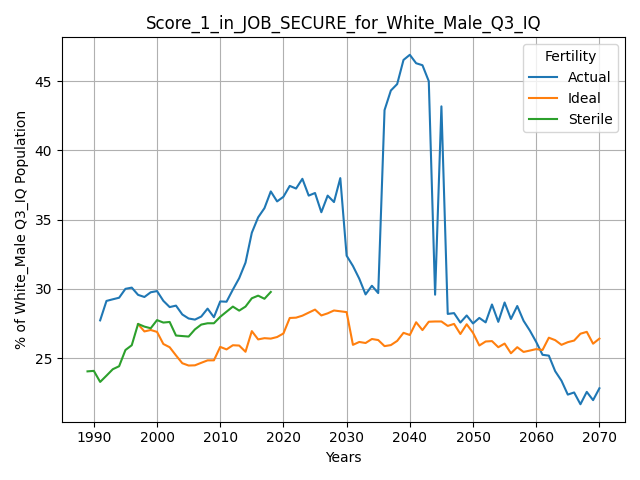 Score_1_in_JOB_SECURE_for_White_Male_Q3_IQ
% of White_Male Q3_IQ Population
45
40
35
30
25
Fertility
Actual
Ideal
Sterile
1990 2000 2010 2020 2030 2040 2050 2060 2070
Years